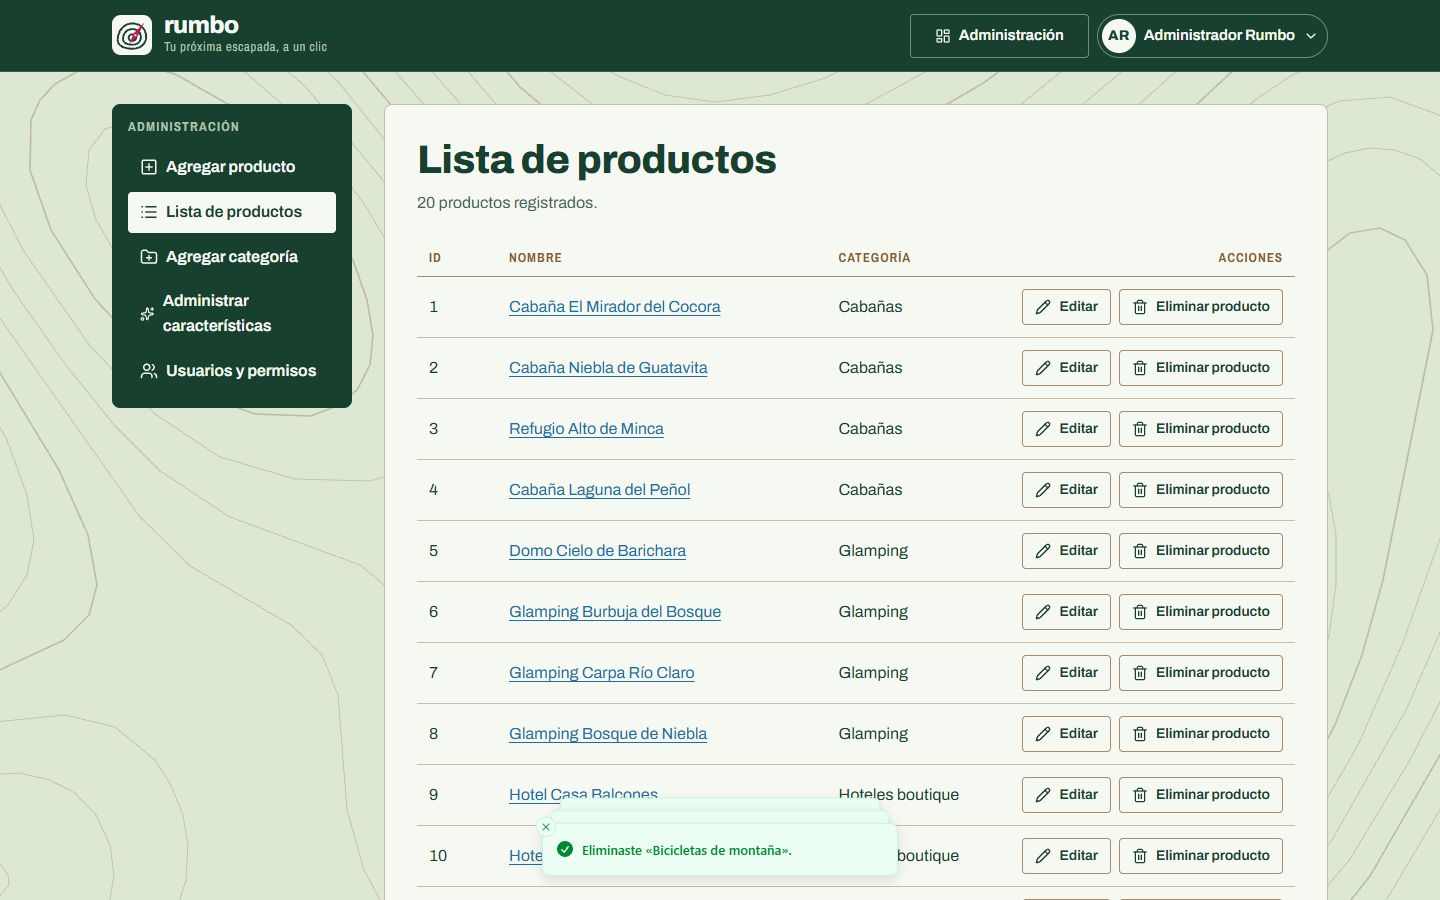 rumbo
Tu próxima escapada, a un clic
Administración
AR
Administrador Rumbo
ADMINISTRACIÓN
Agregar producto
Lista de productos
Agregar categoría
Administrar
características
Usuarios y permisos
Lista de productos
20 productos registrados.
ID NOMBRE CATEGORÍA ACCIONES
1 Cabaña El Mirador del Cocora Cabañas Editar Eliminar producto
2 Cabaña Niebla de Guatavita Cabañas Editar Eliminar producto
3 Refugio Alto de Minca Cabañas Editar Eliminar producto
4 Cabaña Laguna del Peñol Cabañas Editar Eliminar producto
5 Domo Cielo de Barichara Glamping Editar Eliminar producto
6 Glamping Burbuja del Bosque Glamping Editar Eliminar producto
7 Glamping Carpa Río Claro Glamping Editar Eliminar producto
8 Glamping Bosque de Niebla Glamping Editar Eliminar producto
9 Hotel Casa Balcones Hoteles boutique Editar Eliminar producto
10 boutique Editar Eliminar producto
Eliminaste «Bicicletas de montaña».